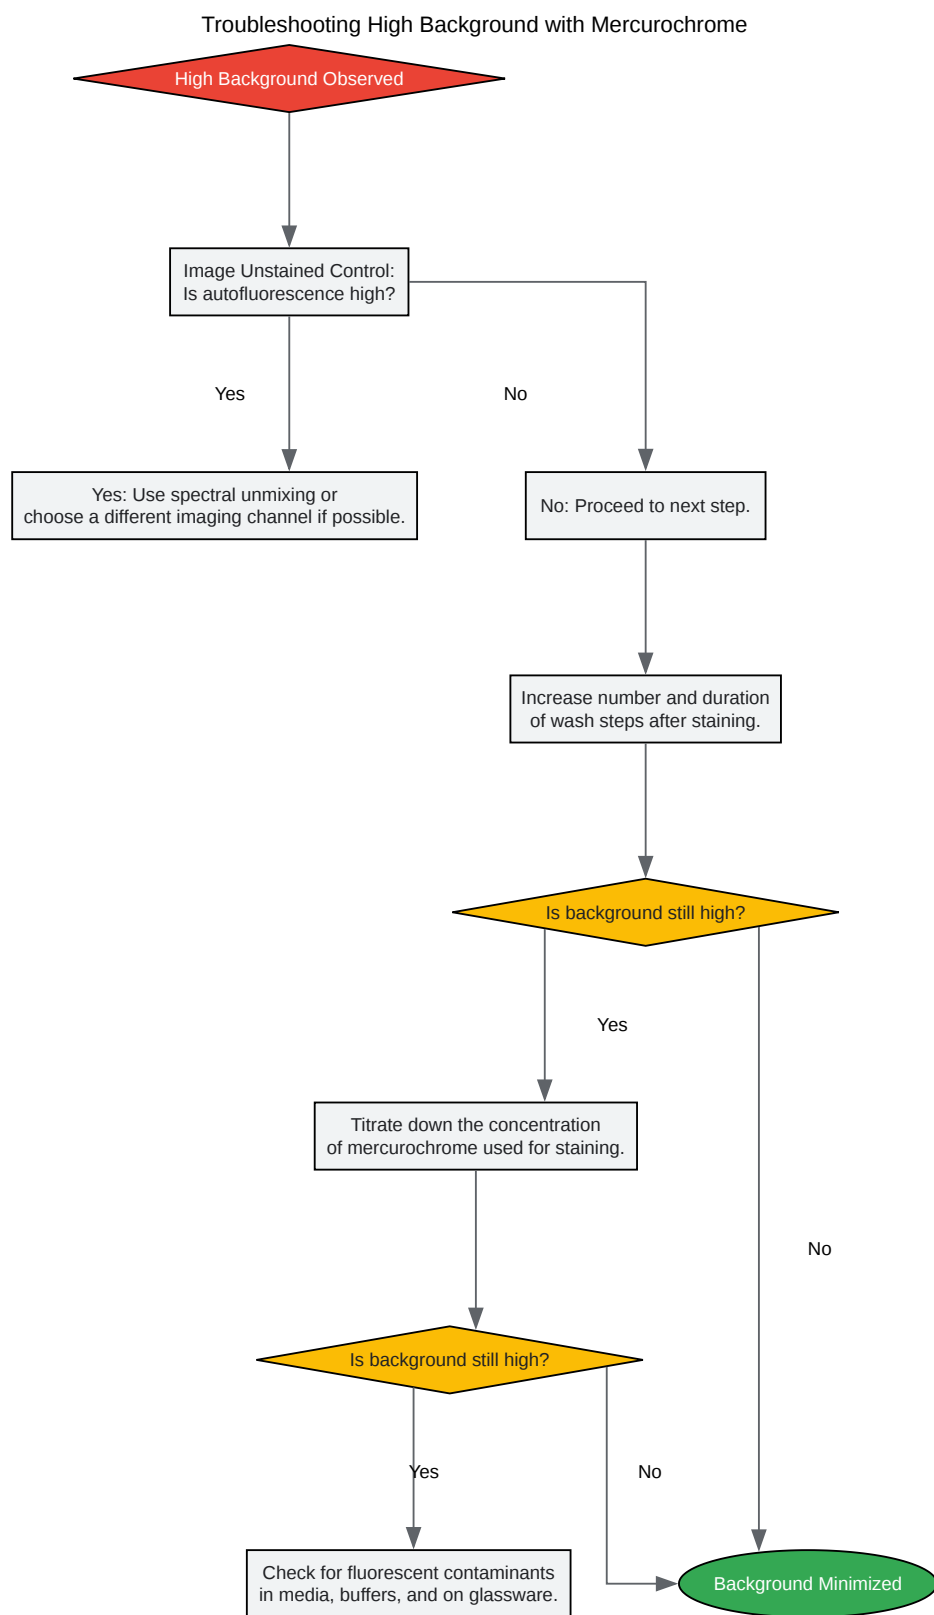 Troubleshooting High Background with Mercurochrome
High Background Observed
Image Unstained Control:
Is autofluorescence high?
Yes
No
Yes: Use spectral unmixing or
choose a different imaging channel if possible.
No: Proceed to next step.
Increase number and duration
of wash steps after staining.
Is background still high?
Yes
Titrate down the concentration
of mercurochrome used for staining.
No
Is background still high?
Yes
No
Check for fluorescent contaminants
in media, buffers, and on glassware.
Background Minimized